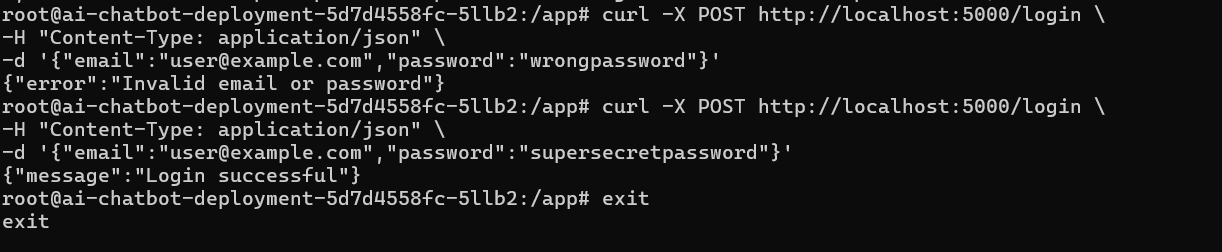 root@ai-chatbot-deployment-5d7d4558fc-5llb2:/app# curl -X POST http://localhost:5000/login \
-H "Content-Type: application/json" \
-d '{"email":"user@example.com","password":"wrongpassword"}'
{"error":"Invalid email or password"}
root@ai-chatbot-deployment-5d7d4558fc-5llb2:/app# curl -X POST http://localhost:5000/login \
-H "Content-Type: application/json" \
-d '{"email":"user@example.com","password":"supersecretpassword"}'
{"message":"Login successful"}
root@ai-chatbot-deployment-5d7d4558fc-5llb2:/app# exit
exit